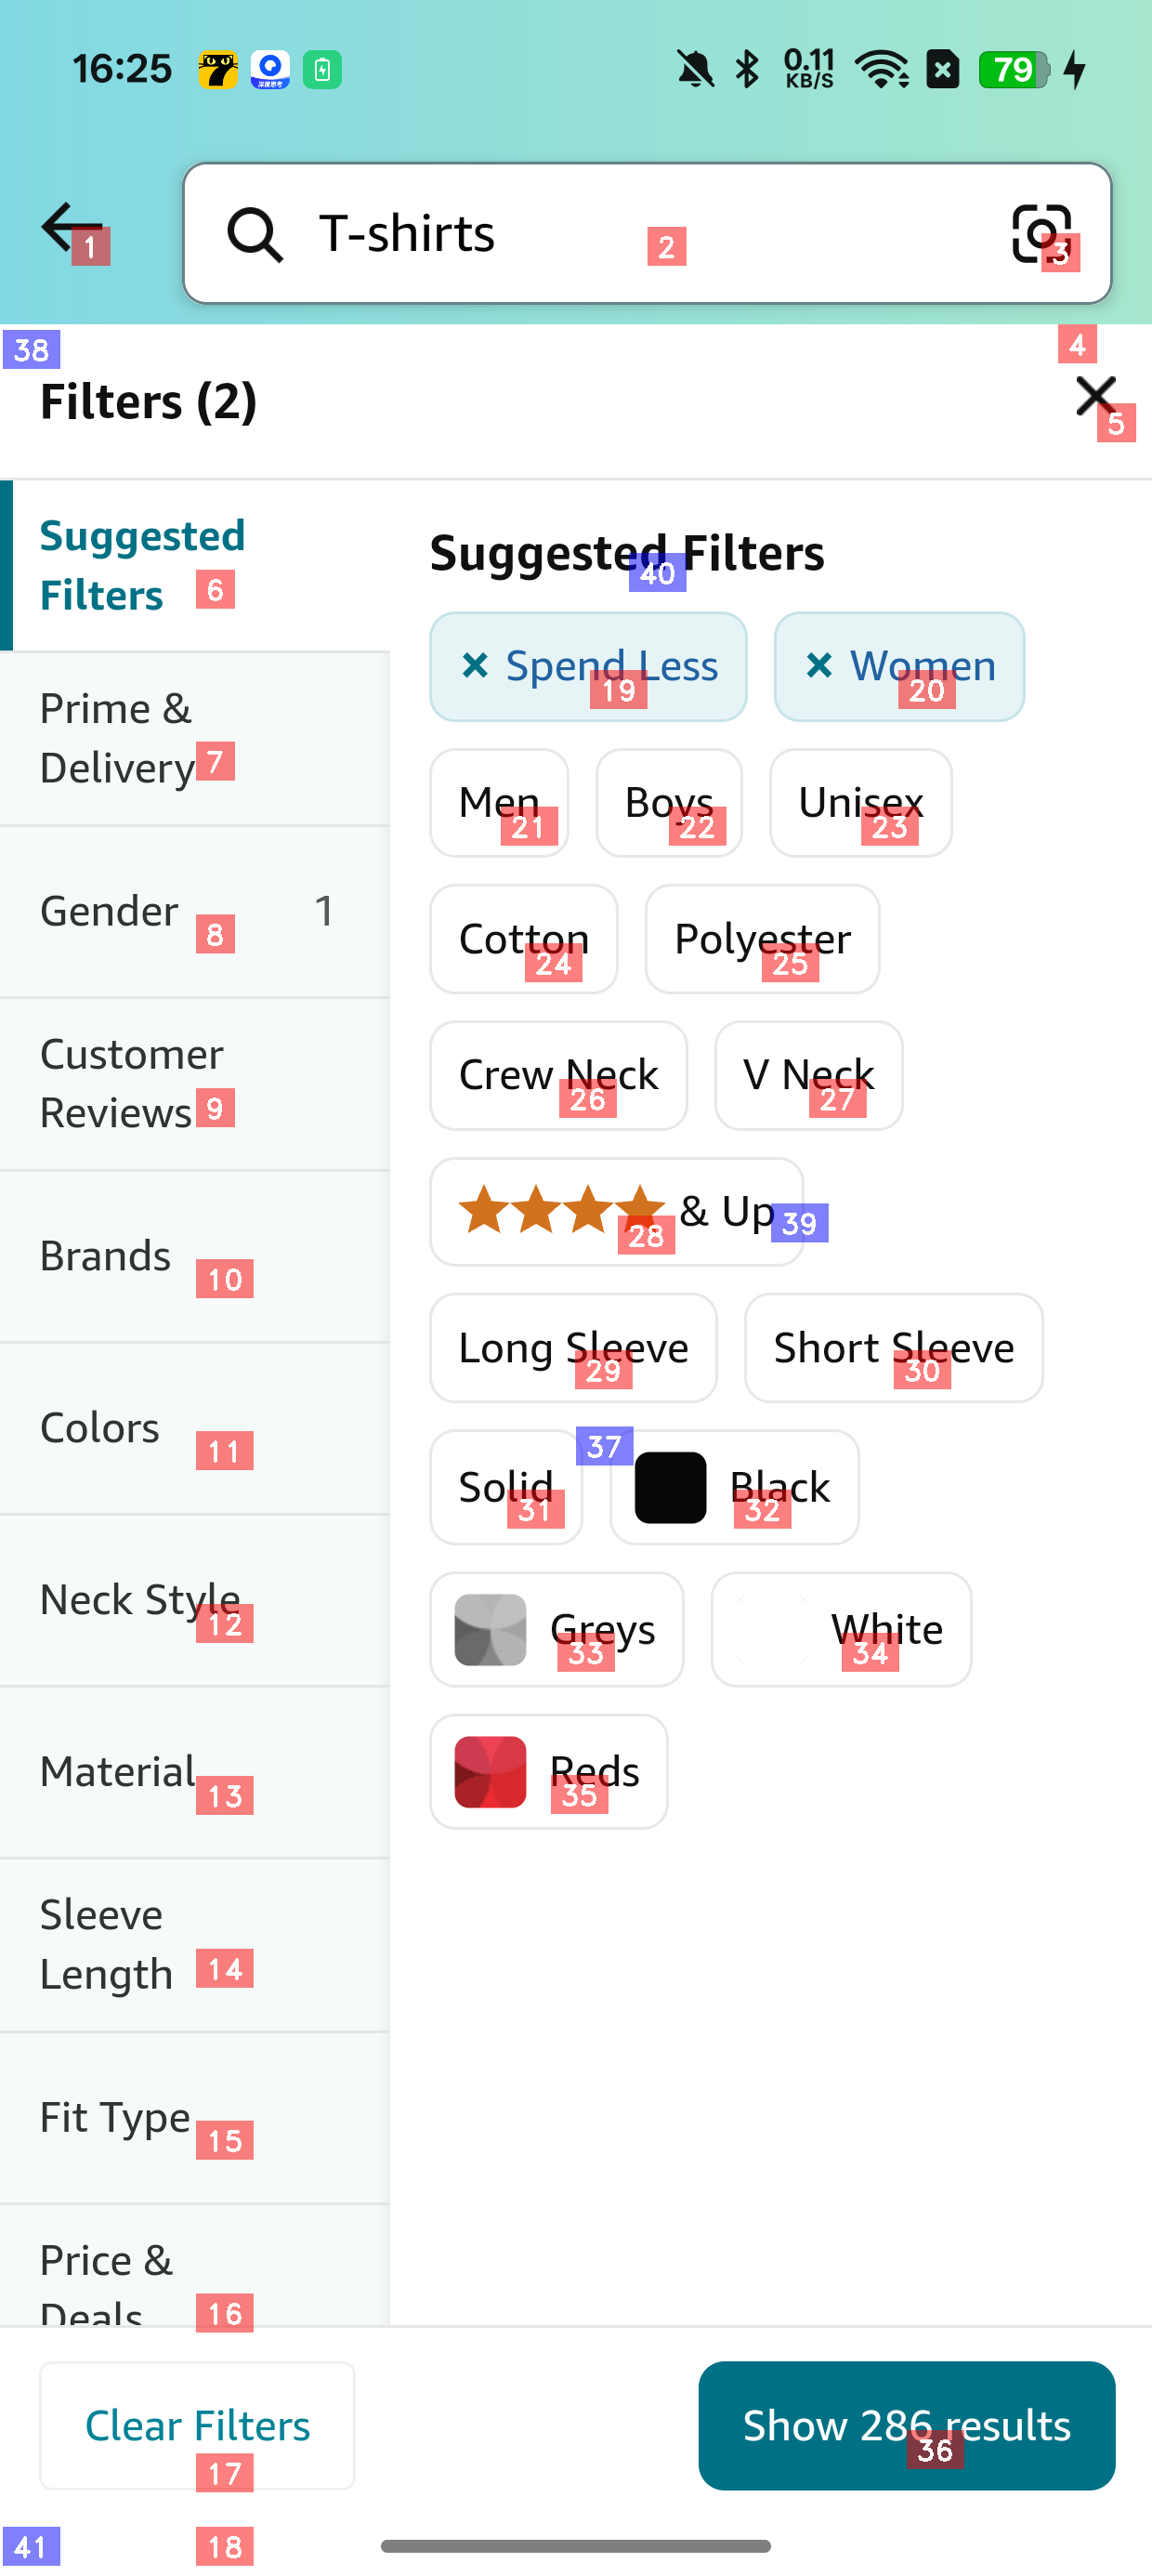 16:25
0.11
KB/S
79
深度思考
T-shirts
1
2
3
38
4
Filters (2)
5
Suggested
Filters
6
Suggested Filters
40
Spend Less
19
Women
20
Prime &
Delivery
7
Men
21
Boys
22
Unisex
23
Gender
8
1
Cotton
24
Polyester
25
Customer
Reviews
9
Crew Neck
26
V Neck
27
Brands
10
& Up
28
39
Long Sleeve
29
Short Sleeve
30
Colors
11
Solid
31
37
Black
32
Neck Style
12
Greys
33
White
34
Material
13
Reds
35
Sleeve
Length
14
Fit Type
15
Price &
Deals
16
Clear Filters
17
Show 286 results
36
41
18